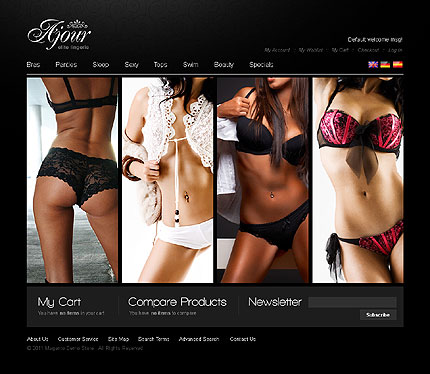 Ajour
elite lingerie
Default welcome msg!
My Account / My Wishlist / My Cart / Checkout / Log In
Bras Panties Sleep Sexy Tops Swim Beauty Specials
My Cart
You have no items in your cart
Compare Products
You have no items to compare
Newsletter
Subscribe
About Us Customer Service Site Map Search Terms Advanced Search Contact Us
© 2011 Magento Demo Store. All Rights Reserved.